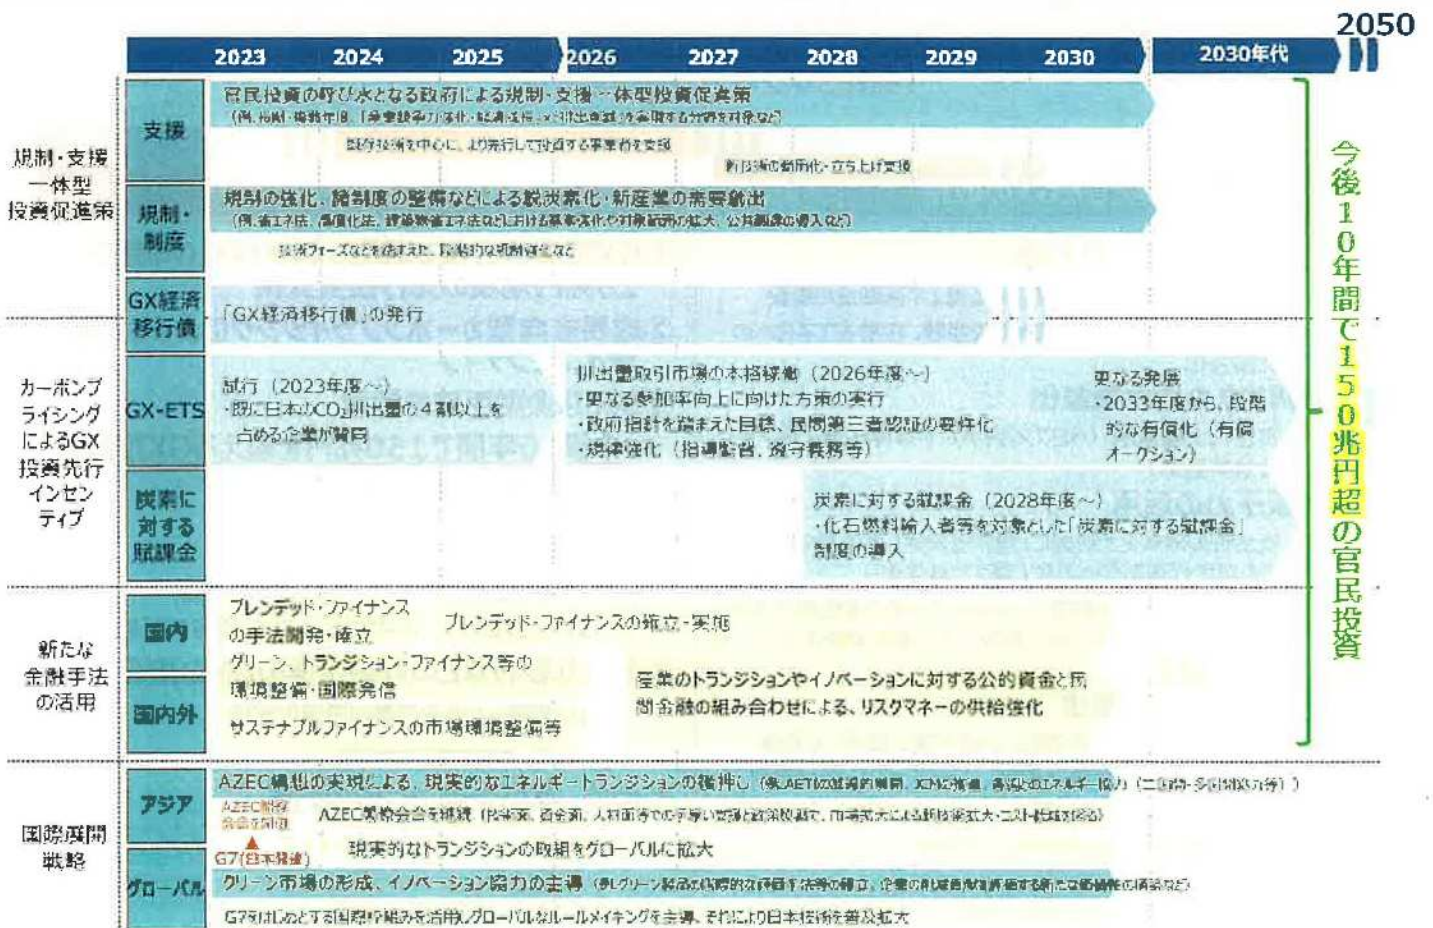 2050
2023 2024 2025 2026 2027 2028 2029 2030 2030年代
規制・支援
一体型
投資促進策
支援
官民投資の呼び水となる政府による規制・支援一体型投資促進策
既存技術を中心に、より先行して投資する事業者を支援
新技術の商用化・立ち上げ支援
規制・
制度
規制の強化、諸制度の整備などによる脱炭素化・新産業の需要創出
GX経済
移行債
「GX経済移行債」の発行
カーボンプ
ライシング
によるGX
投資先行
インセン
ティブ
GX-ETS
試行(2023年度~)
・既に日本のCO₂排出量の4割以上を
占める企業が賛同
排出量取引市場の本格稼働(2026年度~)
・更なる参加率向上に向けた方策の実行
・政府指針を踏まえた目標、民間第三者認証の要件化
・規律強化(指導監督、遵守義務等)
更なる発展
・2033年度から、段階
的な有償化(有償
オークション)
炭素に
対する
賦課金
炭素に対する賦課金(2028年度~)
・化石燃料輸入者等を対象とした「炭素に対する賦課金」
制度の導入
新たな
金融手法
の活用
国内
ブレンデッド・ファイナンス
の手法開発・確立
ブレンデッド・ファイナンスの確立・実施
国内外
グリーン、トランジション・ファイナンス等の
環境整備・国際発信
サステナブルファイナンスの市場環境整備等
産業のトランジションやイノベーションに対する公的資金と民
間金融の組み合わせによる、リスクマネーの供給強化
国際展開
戦略
アジア
AZEC構想の実現による、現実的なエネルギートランジションの後押し
AZEC閣僚
会合を開催
AZEC閣僚会合を継続
G7(日本開催)
現実的なトランジションの取組をグローバルに拡大
グローバル
クリーン市場の形成、イノベーション協力の主導
G7をはじめとする国際枠組みを活用しグローバルなルールメイキングを主導、それにより日本技術を普及拡大
今後10年間で150兆円超の官民投資